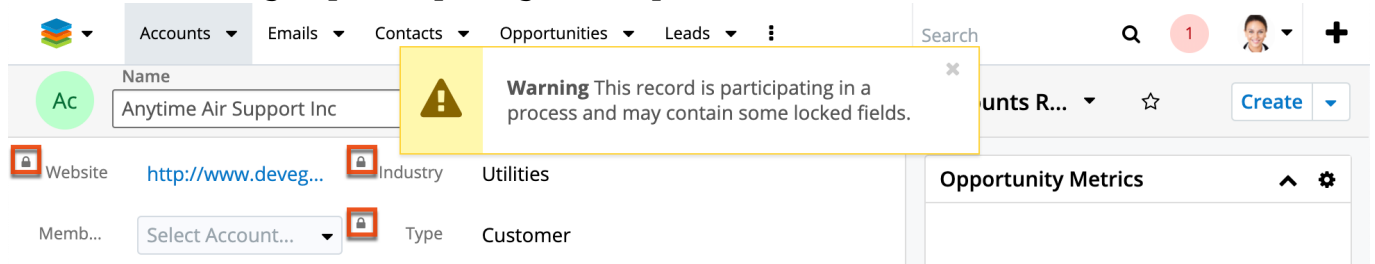 Accounts Emails Contacts Opportunities Leads Search 1
Ac Name
Anytime Air Support Inc
Warning This record is participating in a
process and may contain some locked fields.
ounts R... Create
Website http://www.deveg... Industry Utilities
Opportunity Metrics
Memb... Select Account... Type Customer